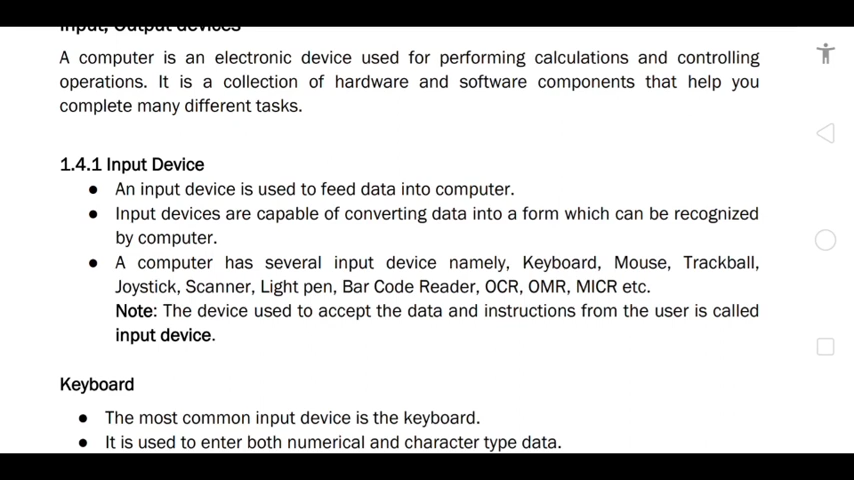 Input, Output devices
A computer is an electronic device used for performing calculations and controlling
operations. It is a collection of hardware and software components that help you
complete many different tasks.
1.4.1 Input Device
● An input device is used to feed data into computer.
● Input devices are capable of converting data into a form which can be recognized
by computer.
● A computer has several input device namely, Keyboard, Mouse, Trackball,
Joystick, Scanner, Light pen, Bar Code Reader, OCR, OMR, MICR etc.
Note: The device used to accept the data and instructions from the user is called
input device.
Keyboard
● The most common input device is the keyboard.
● It is used to enter both numerical and character type data.